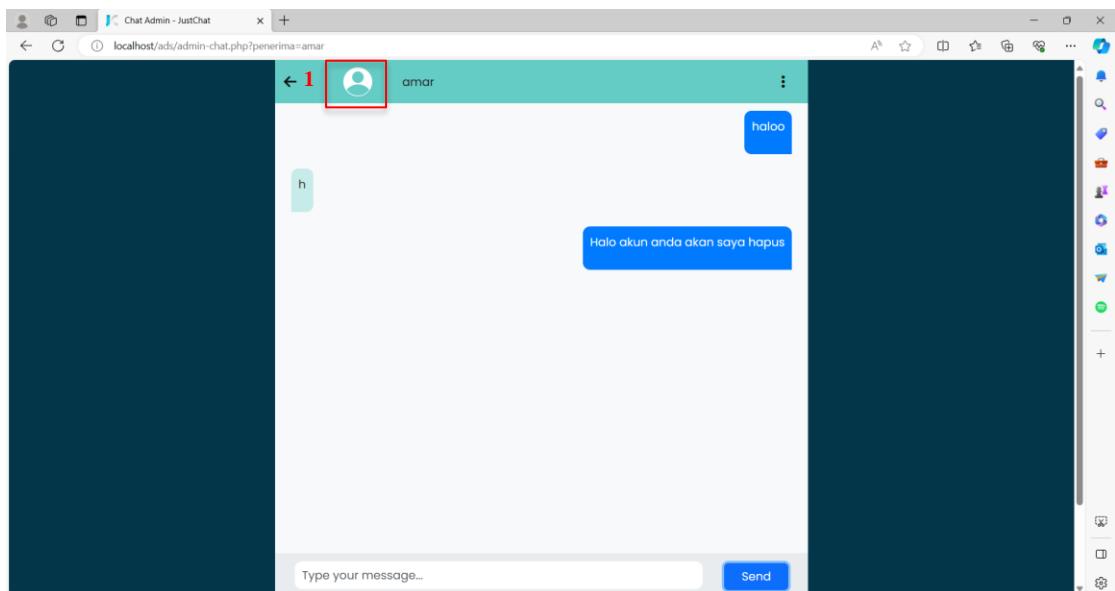 Chat Admin - JustChat
localhost/ads/admin-chat.php?penerima=amar
1
amar
haloo
h
Halo akun anda akan saya hapus
Type your message...
Send